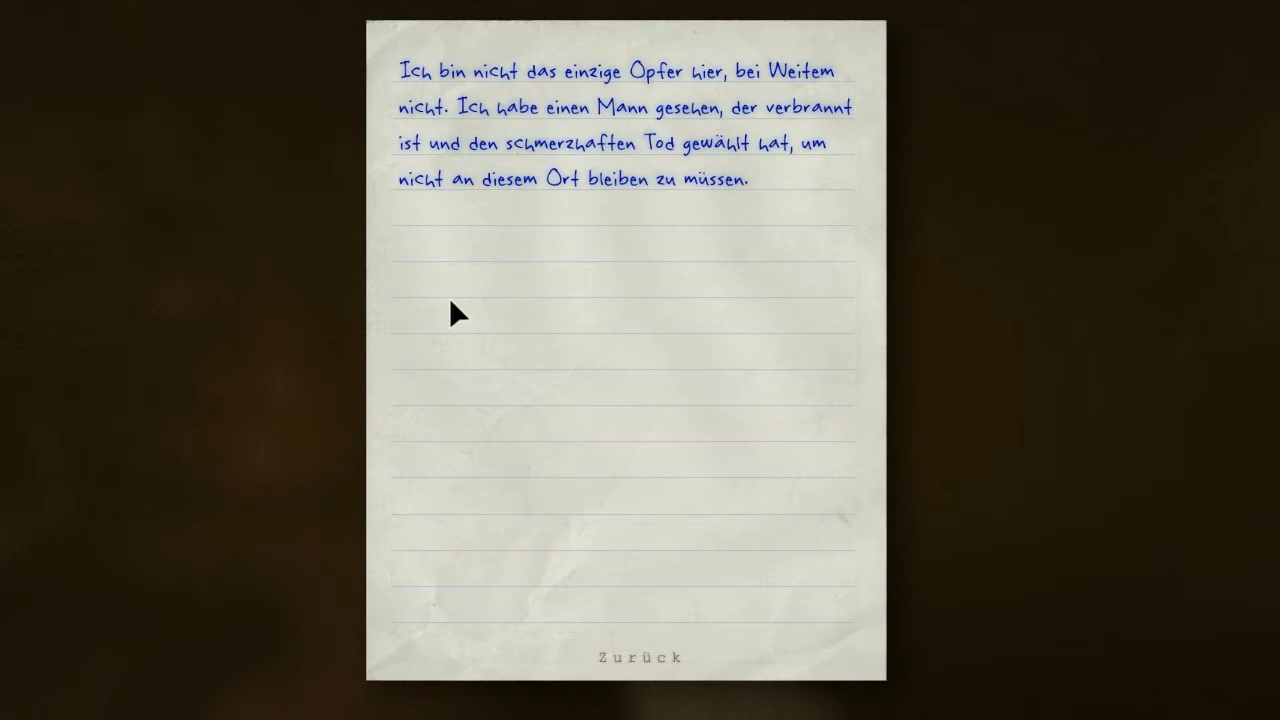 Ich bin nicht das einzige Opfer hier, bei Weitem
nicht. Ich habe einen Mann gesehen, der verbrannt
ist und den schmerzhaften Tod gewählt hat, um
nicht an diesem Ort bleiben zu müssen.
Zurück